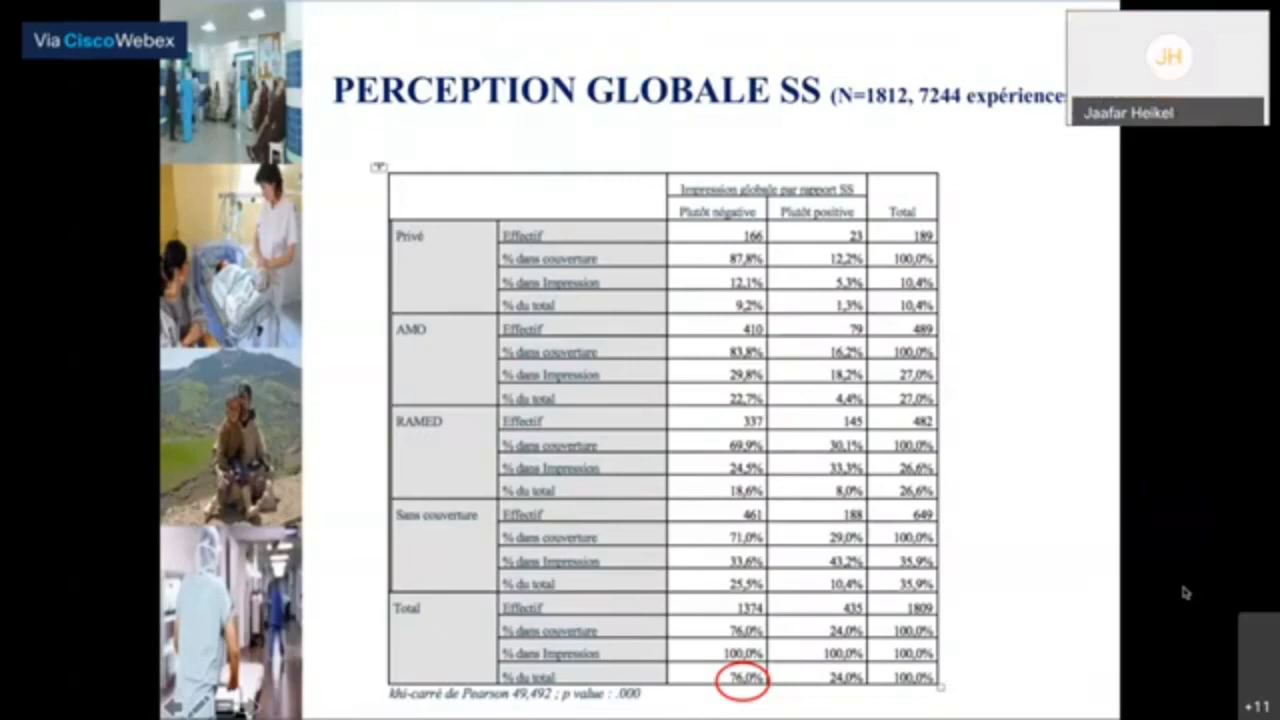 Via Cisco Webex
JH
Jaafar Heikel
PERCEPTION GLOBALE SS (N=1812, 7244 expérience
Impression globale par rapport SS
Plutôt négative Plutôt positive Total
Privé Effectif 166 23 189
% dans couverture 87,8% 12,2% 100,0%
% dans Impression 12,1% 5,3% 10,4%
% du total 9,2% 1,3% 10,4%
AMO Effectif 410 79 489
% dans couverture 83,8% 16,2% 100,0%
% dans Impression 29,8% 18,2% 27,0%
% du total 22,7% 4,4% 27,0%
RAMED Effectif 337 145 482
% dans couverture 69,9% 30,1% 100,0%
% dans Impression 24,5% 33,3% 26,6%
% du total 18,6% 8,0% 26,6%
Sans couverture Effectif 461 188 649
% dans couverture 71,0% 29,0% 100,0%
% dans Impression 33,6% 43,2% 35,9%
% du total 25,5% 10,4% 35,9%
Total Effectif 1374 435 1809
% dans couverture 76,0% 24,0% 100,0%
% dans Impression 100,0% 100,0% 100,0%
% du total 76,0% 24,0% 100,0%
khi-carré de Pearson 49,492 ; p value : .000
+11